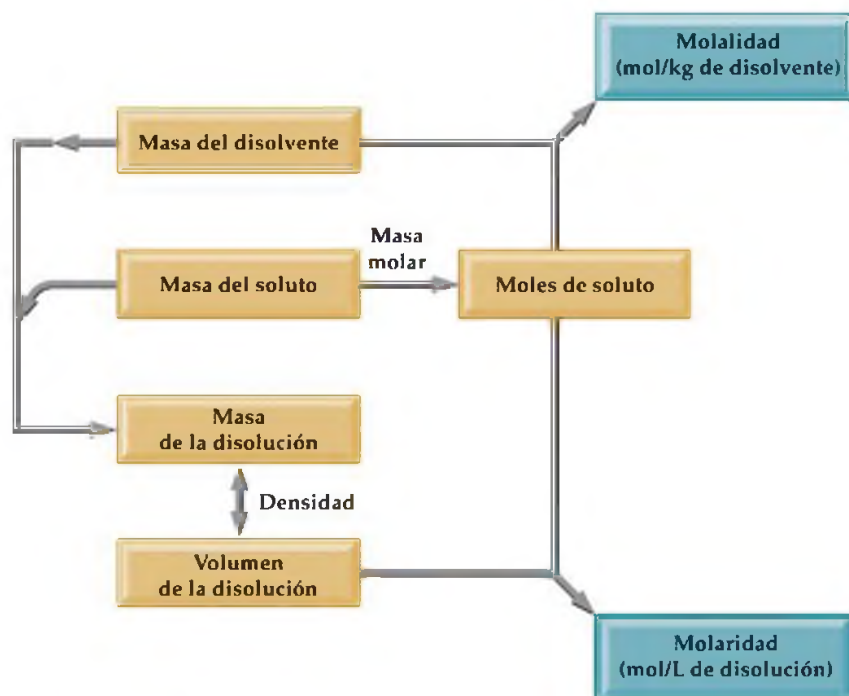 Molalidad
(mol/kg de disolvente)
Masa del disolvente
Masa
molar
Masa del soluto
Moles de soluto
Masa
de la disolución
Densidad
Volumen
de la disolución
Molaridad
(mol/L de disolución)